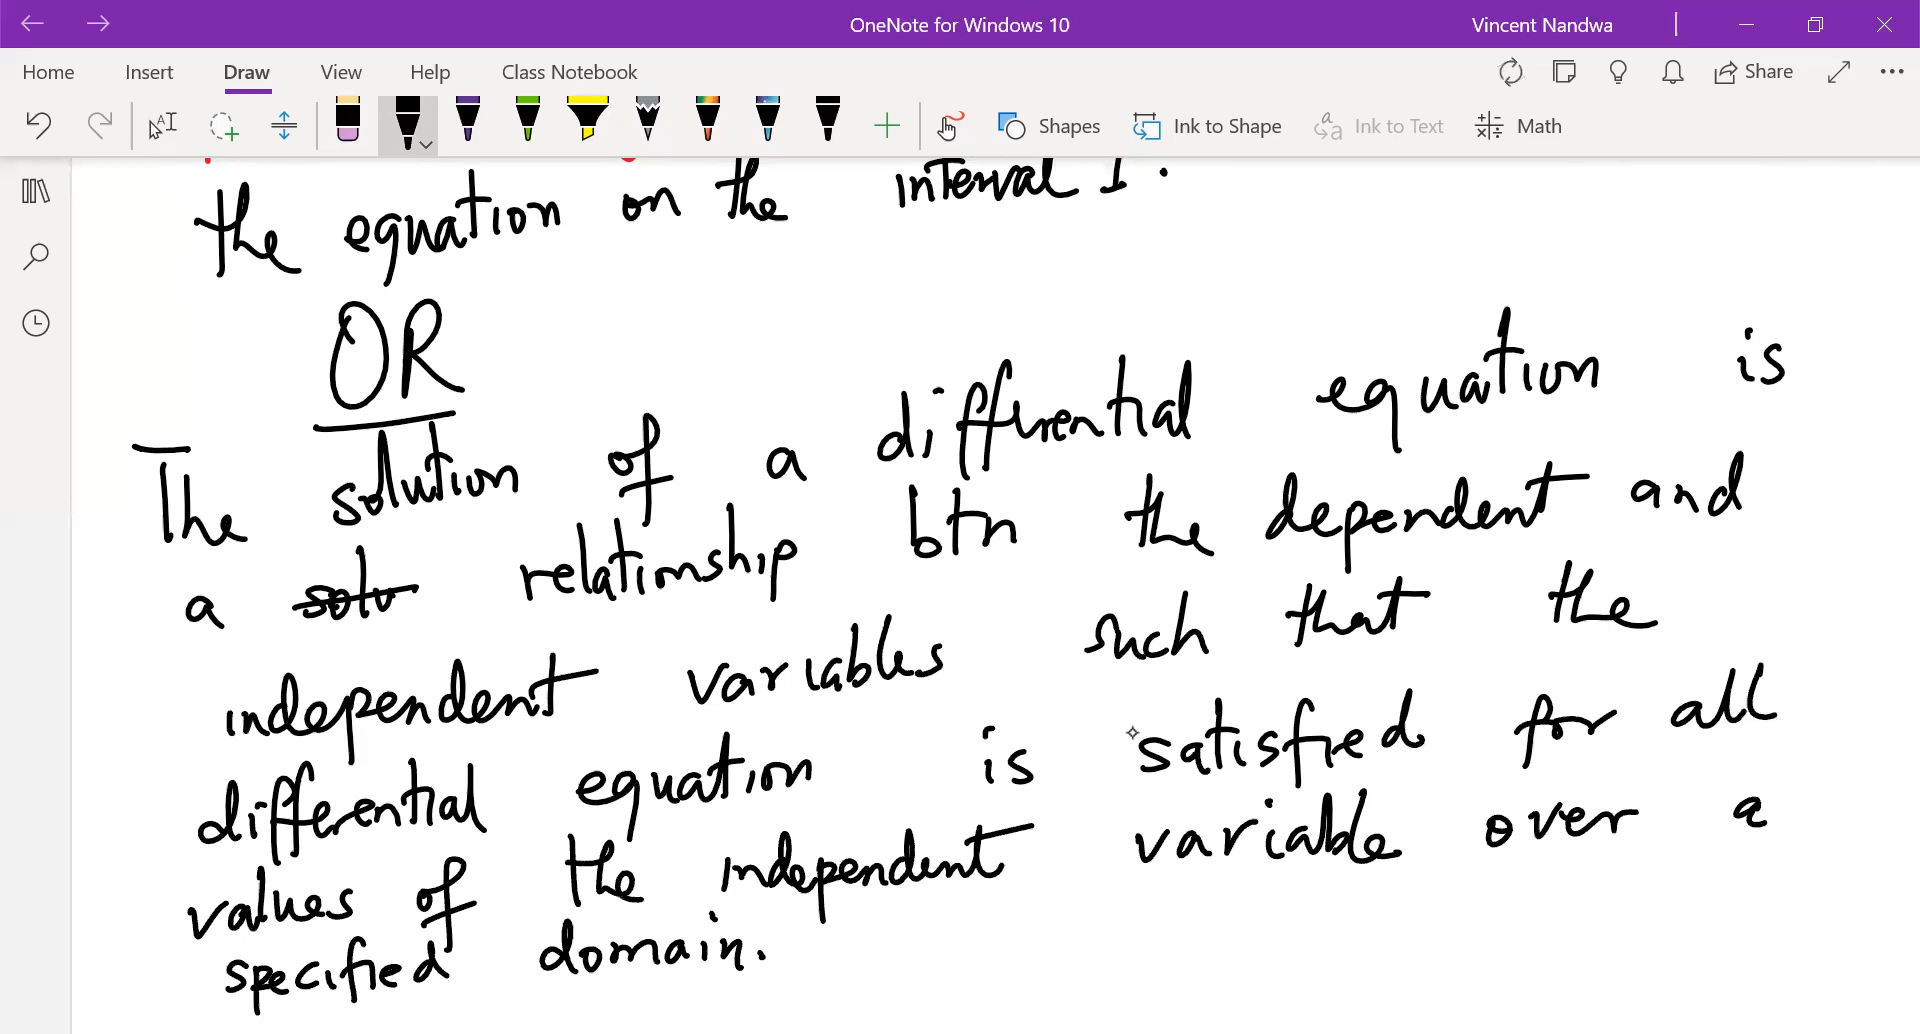 OneNote for Windows 10
Vincent Nandwa
Home Insert Draw View Help Class Notebook
Share
Shapes Ink to Shape Ink to Text Math
the equation on the interval I.
OR
The solution of a differential equation is
a solu relationship btn the dependent and
independent variables such that the
differential equation is satisfied for all
values of the independent variable over a
specified domain.